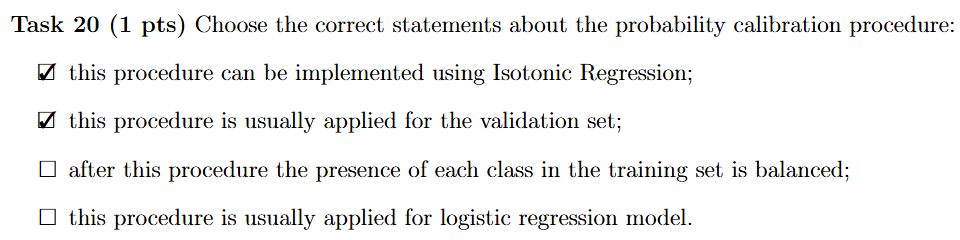 Task 20 (1 pts) Choose the correct statements about the probability calibration procedure:
☑ this procedure can be implemented using Isotonic Regression;
☑ this procedure is usually applied for the validation set;
☐ after this procedure the presence of each class in the training set is balanced;
☐ this procedure is usually applied for logistic regression model.